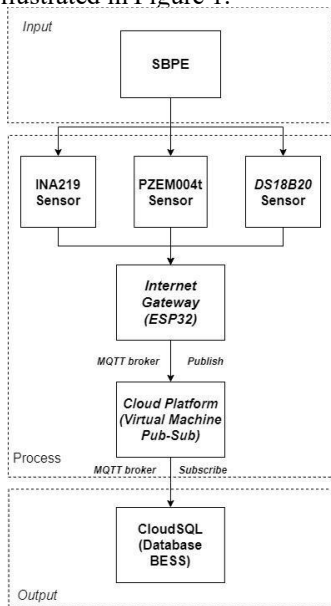 illustrated in Figure 1.
Input
SBPE
INA219
Sensor
PZEM004t
Sensor
DS18B20
Sensor
Internet
Gateway
(ESP32)
MQTT broker Publish
Cloud Platform
(Virtual Machine
Pub-Sub)
Process
MQTT broker Subscribe
CloudSQL
(Database
BESS)
Output